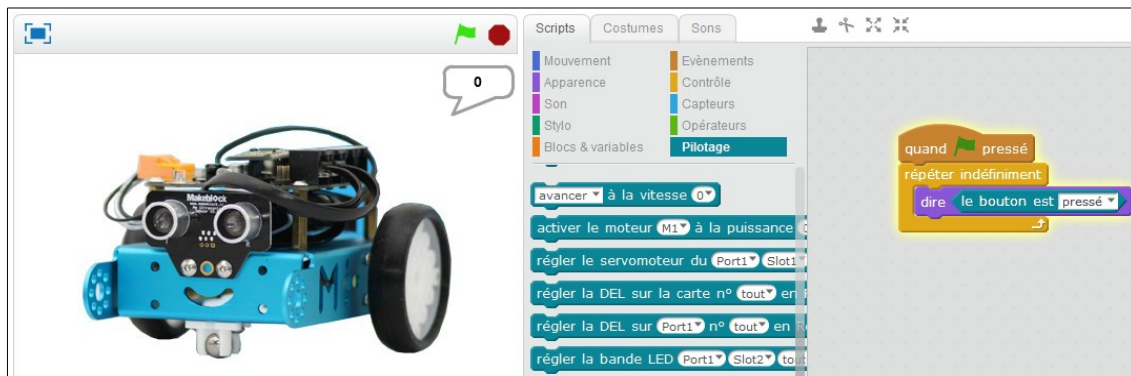 0
Makeblock
Scripts
Costumes
Sons
Mouvement
Evènements
Apparence
Contrôle
Son
Capteurs
Stylo
Opérateurs
Blocs & variables
Pilotage
avancer à la vitesse 0
activer le moteur M1 à la puissance
régler le servomoteur du Port1 Slot1
régler la DEL sur la carte n° tout en
régler la DEL sur Port1 n° tout en
régler la bande LED Port1 Slot2 tout
quand pressé
répéter indéfiniment
dire le bouton est pressé